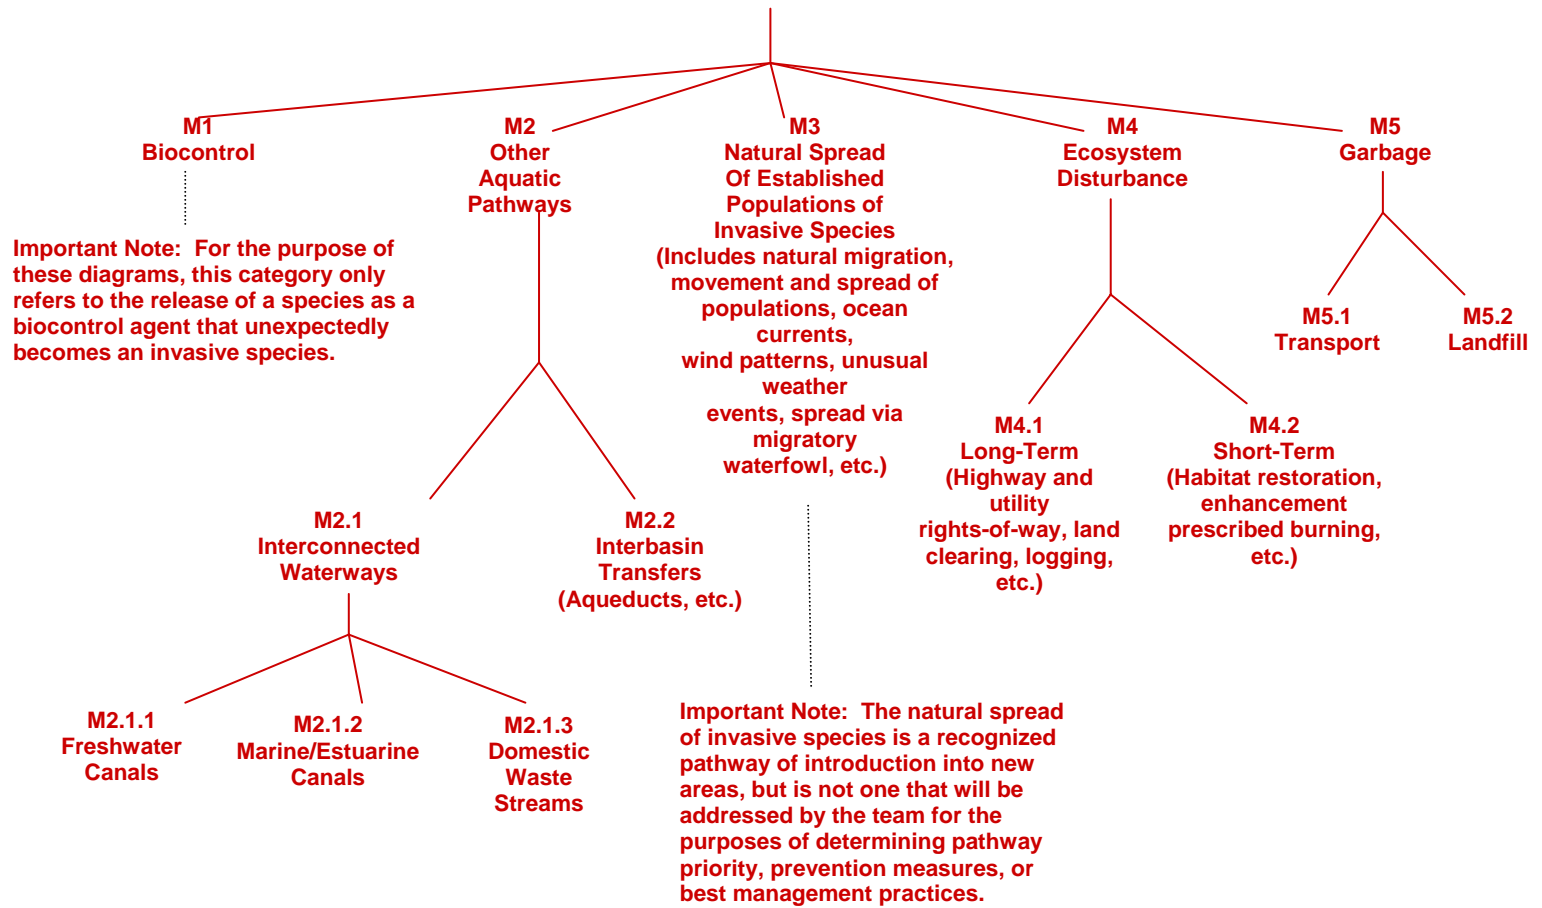 M1
Biocontrol
Important Note:  For the purpose of
these diagrams, this category only
refers to the release of a species as a
biocontrol agent that unexpectedly
becomes an invasive species.
M2
Other
Aquatic
Pathways
M3
Natural Spread
Of Established
Populations of
Invasive Species
(Includes natural migration,
movement and spread of
populations, ocean
currents,
wind patterns, unusual
weather
events, spread via
migratory
waterfowl, etc.)
M4
Ecosystem
Disturbance
M5
Garbage
M5.1
Transport
M5.2
Landfill
M4.1
Long-Term
(Highway and
utility
rights-of-way, land
clearing, logging,
etc.)
M4.2
Short-Term
(Habitat restoration,
enhancement
prescribed burning,
etc.)
M2.1
Interconnected
Waterways
M2.2
Interbasin
Transfers
(Aqueducts, etc.)
M2.1.1
Freshwater
Canals
M2.1.2
Marine/Estuarine
Canals
M2.1.3
Domestic
Waste
Streams
Important Note:  The natural spread
of invasive species is a recognized
pathway of introduction into new
areas, but is not one that will be
addressed by the team for the
purposes of determining pathway
priority, prevention measures, or
best management practices.